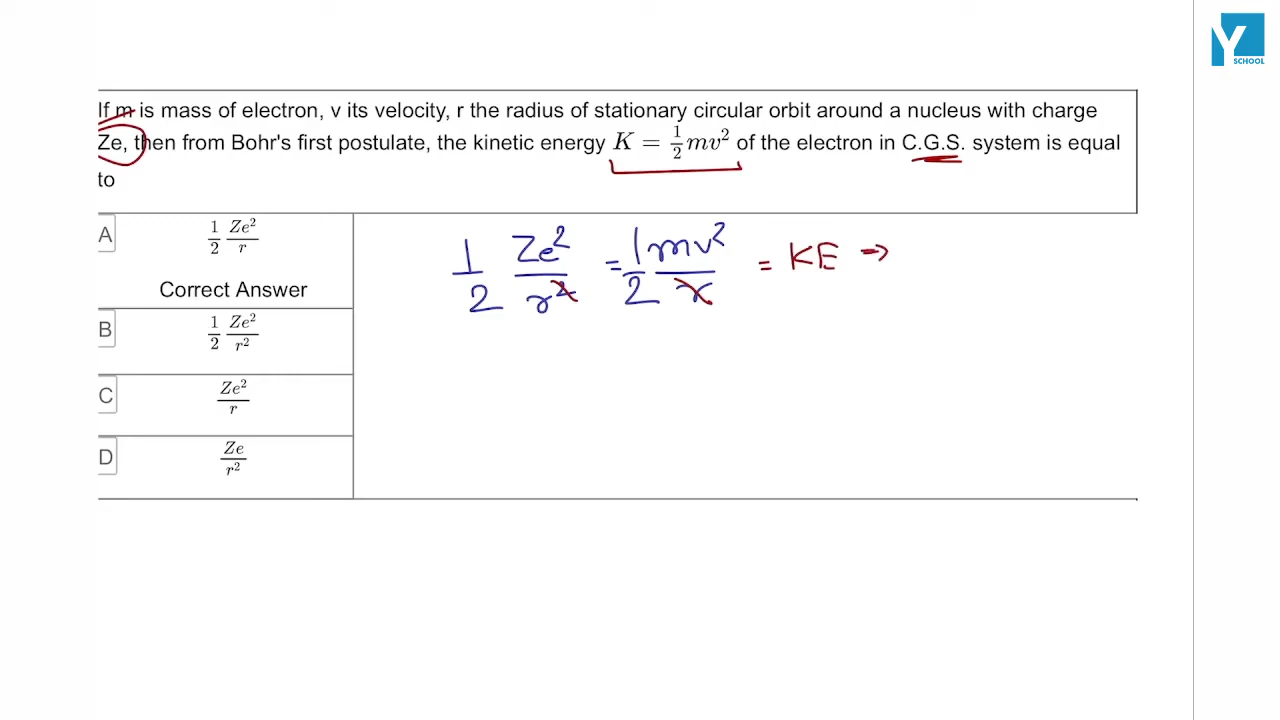 Y
SCHOOL
If m is mass of electron, v its velocity, r the radius of stationary circular orbit around a nucleus with charge
Ze, then from Bohr's first postulate, the kinetic energy K = 1/2 mv² of the electron in C.G.S. system is equal
to
A 1/2 Ze²/r
Correct Answer
B 1/2 Ze²/r²
C Ze²/r
D Ze/r²
1/2 Ze²/r² = 1/2 mv²/r = KE ⇒